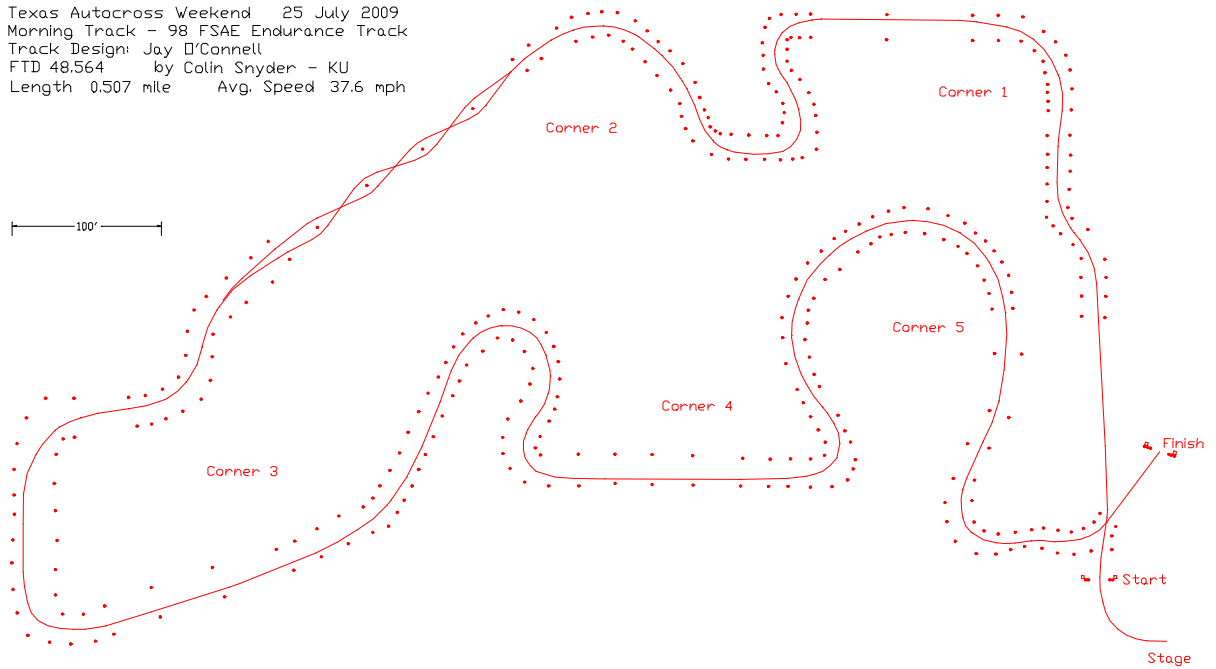 Texas Autocross Weekend 25 July 2009
Morning Track - 98 FSAE Endurance Track
Track Design: Jay O'Connell
FTD 48.564 by Colin Snyder - KU
Length 0.507 mile Avg. Speed 37.6 mph
Corner 1
Corner 2
100'
Corner 5
Corner 4
Finish
Corner 3
Start
Stage